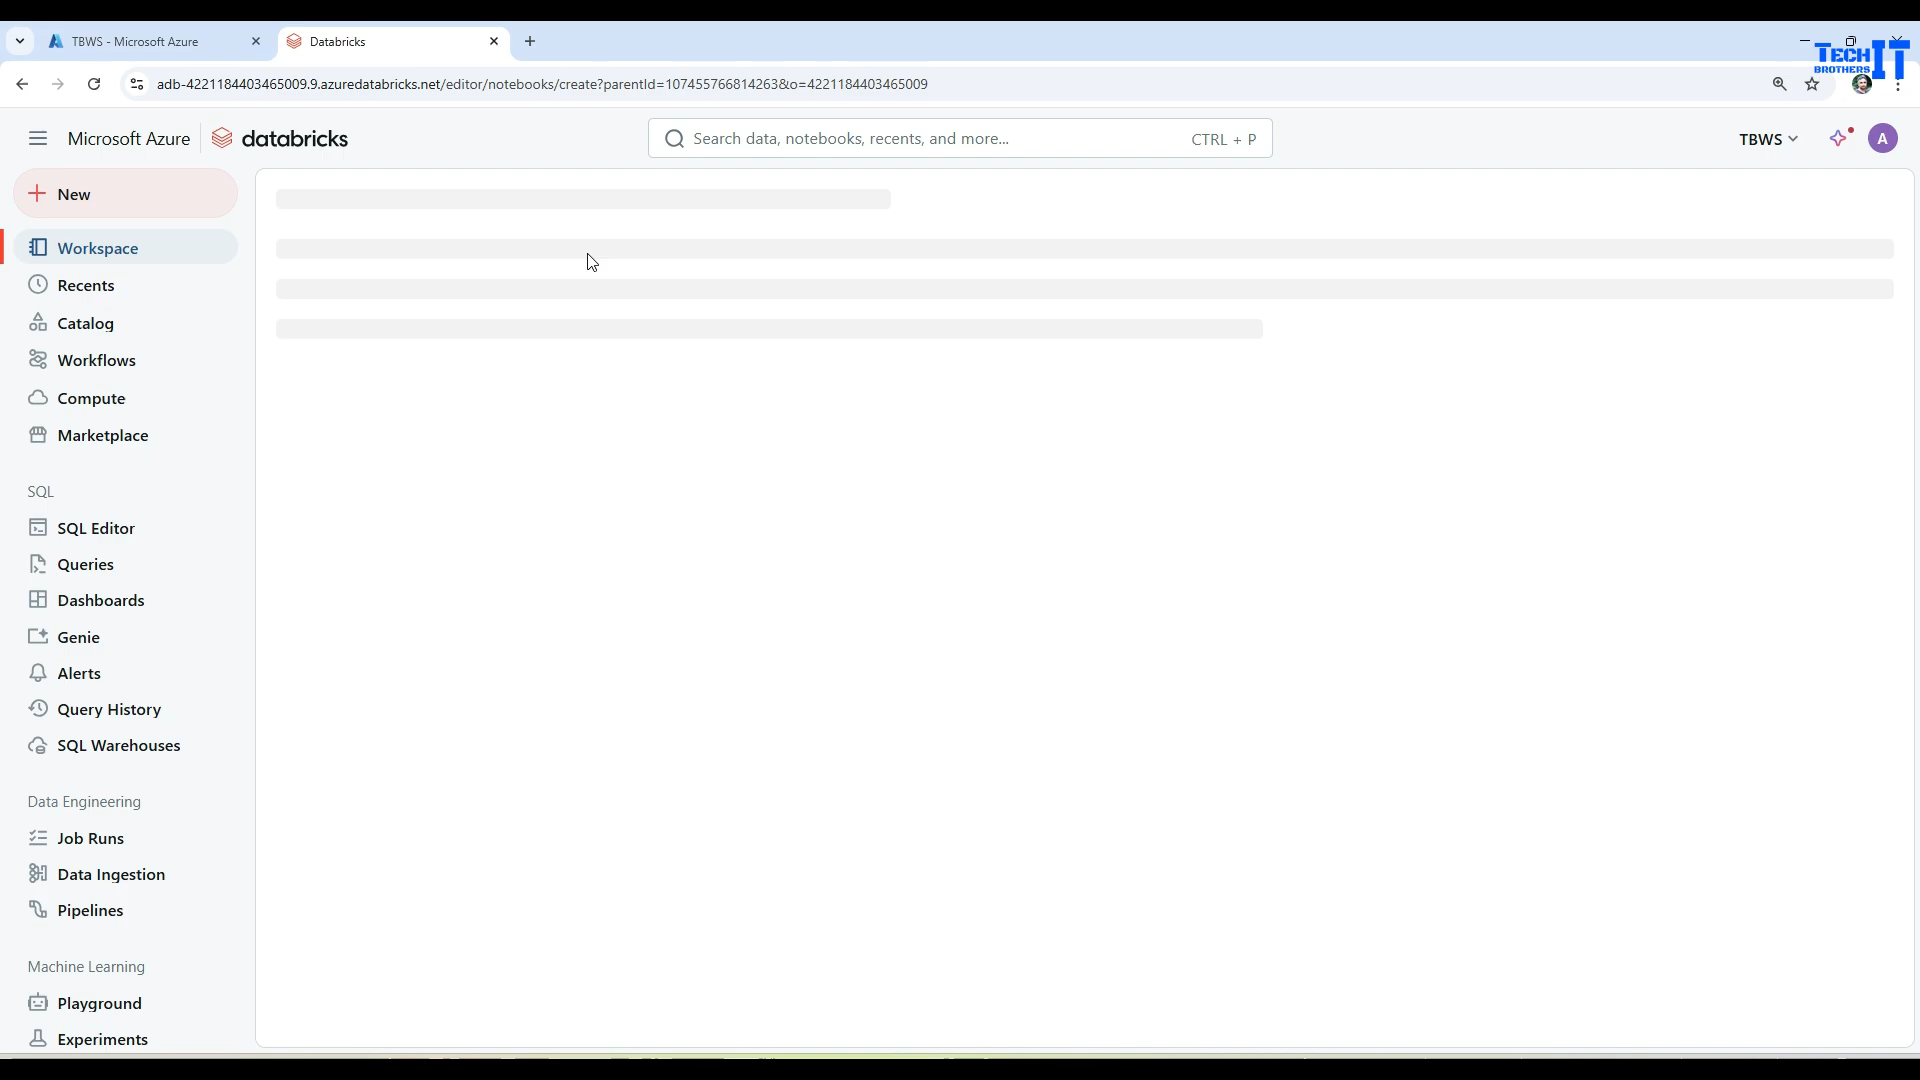 TBWS - Microsoft Azure
Databricks
TECH IT
BROTHERS
adb-4221184403465009.9.azuredatabricks.net/editor/notebooks/create?parentId=107455766814263&o=4221184403465009
Microsoft Azure
databricks
Search data, notebooks, recents, and more...
CTRL + P
TBWS
A
New
Workspace
Recents
Catalog
Workflows
Compute
Marketplace
SQL
SQL Editor
Queries
Dashboards
Genie
Alerts
Query History
SQL Warehouses
Data Engineering
Job Runs
Data Ingestion
Pipelines
Machine Learning
Playground
Experiments